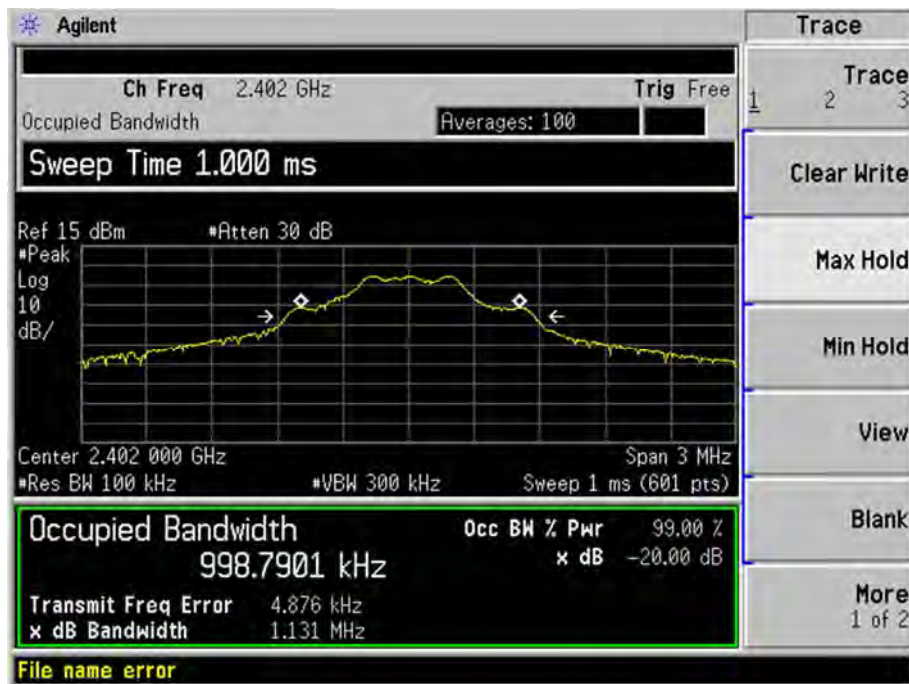 Agilent
Trace
Ch Freq 2.402 GHz
Trig Free
Occupied Bandwidth
Averages: 100
Sweep Time 1.000 ms
Ref 15 dBm
#Atten 30 dB
#Peak
Log
10
dB/
Center 2.402 000 GHz
Span 3 MHz
#Res BW 100 kHz
#VBW 300 kHz
Sweep 1 ms (601 pts)
Occupied Bandwidth
998.7901 kHz
Occ BW % Pwr 99.00 %
x dB -20.00 dB
Transmit Freq Error 4.876 kHz
x dB Bandwidth 1.131 MHz
File name error
Trace
1 2 3
Clear Write
Max Hold
Min Hold
View
Blank
More
1 of 2